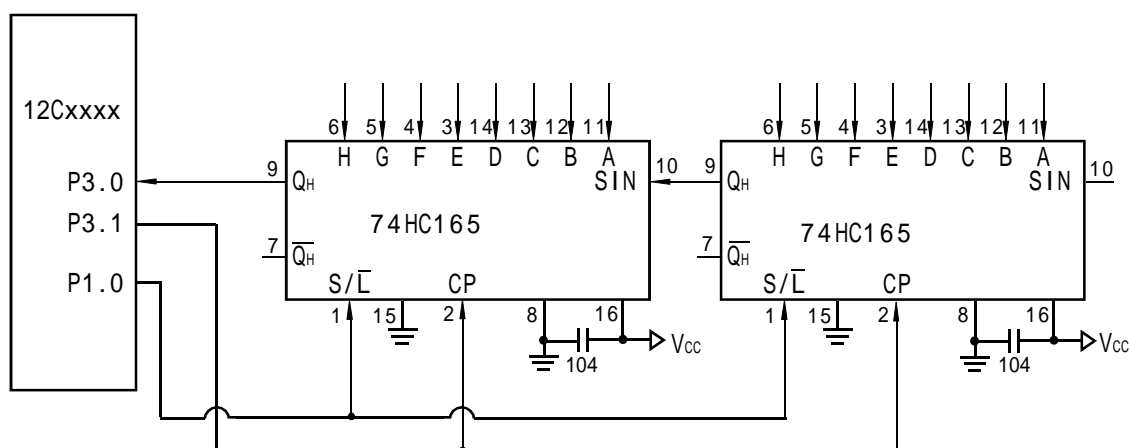 12Cxxxx
P3.0
P3.1
P1.0
6 5 4 3 14 13 12 11
H G F E D C B A
9 QH SIN 10
74HC165
7 Q̅H̅
S/L̅ CP
1 15 2 8 16
104 VCC
6 5 4 3 14 13 12 11
H G F E D C B A
9 QH SIN 10
74HC165
7 Q̅H̅
S/L̅ CP
1 15 2 8 16
104 VCC